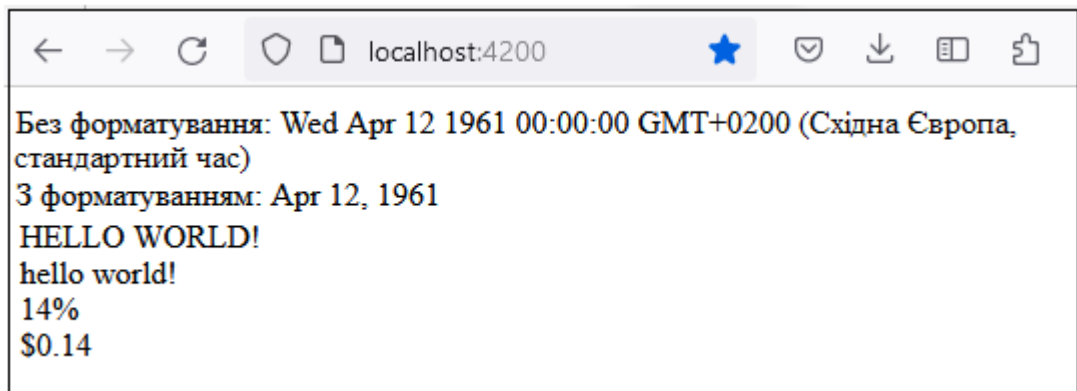 localhost:4200
Без форматування: Wed Apr 12 1961 00:00:00 GMT+0200 (Східна Європа,
стандартний час)
З форматуванням: Apr 12, 1961
HELLO WORLD!
hello world!
14%
$0.14